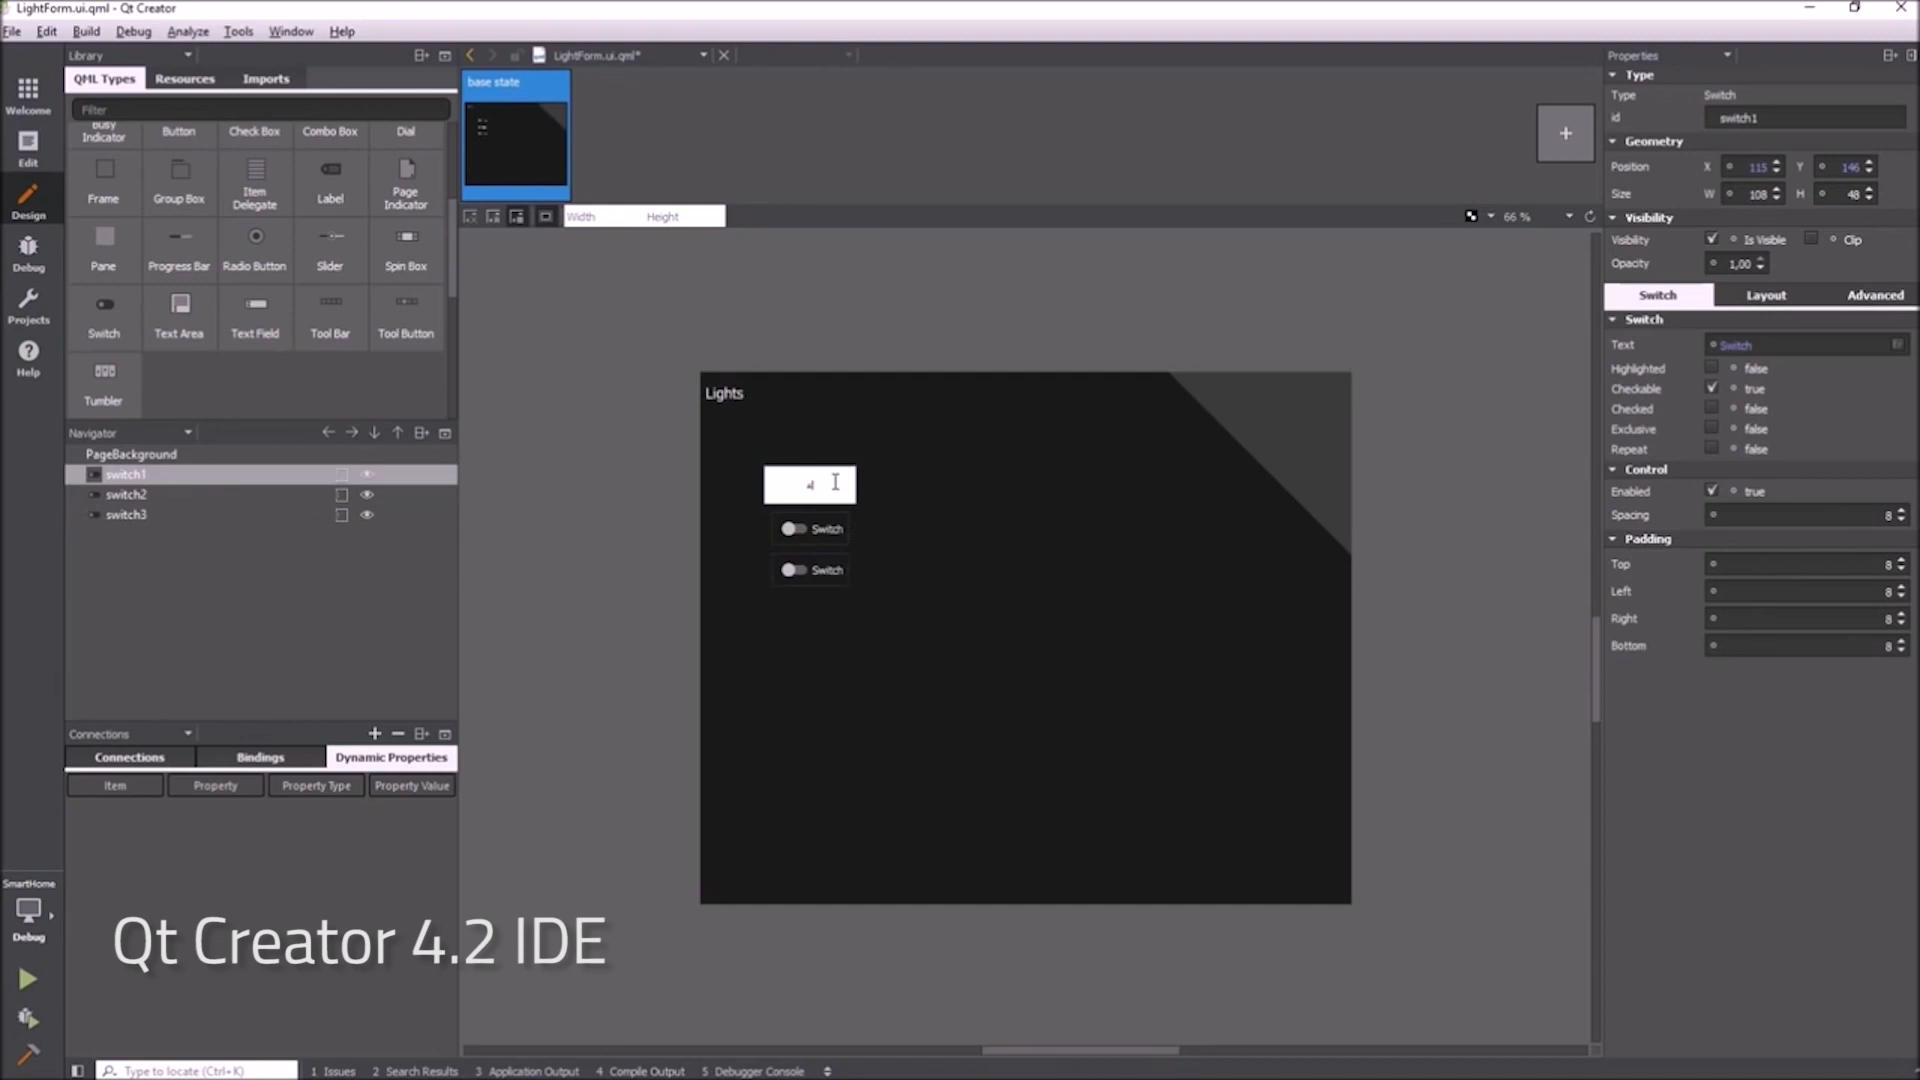 LightForm.ui.qml - Qt Creator
File Edit Build Debug Analyze Tools Window Help
Library
QML Types Resources Imports
Filter
Busy Indicator Button Check Box Combo Box Dial
Frame Group Box Item Delegate Label Page Indicator
Pane Progress Bar Radio Button Slider Spin Box
Switch Text Area Text Field Tool Bar Tool Button
Tumbler
Welcome
Edit
Design
Debug
Projects
Help
Navigator
PageBackground
switch1
switch2
switch3
Connections
Connections Bindings Dynamic Properties
Item Property Property Type Property Value
SmartHome
Debug
LightForm.ui.qml*
base state
Width Height
66 %
Lights
Switch
Switch
Properties
Type
Type Switch
id switch1
Geometry
Position X 115 Y 146
Size W 108 H 48
Visibility
Visibility Is Visible Clip
Opacity 1,00
Switch Layout Advanced
Switch
Text Switch
Highlighted false
Checkable true
Checked false
Exclusive false
Repeat false
Control
Enabled true
Spacing 8
Padding
Top 8
Left 8
Right 8
Bottom 8
Qt Creator 4.2 IDE
Type to locate (Ctrl+K) 1 Issues 2 Search Results 3 Application Output 4 Compile Output 5 Debugger Console